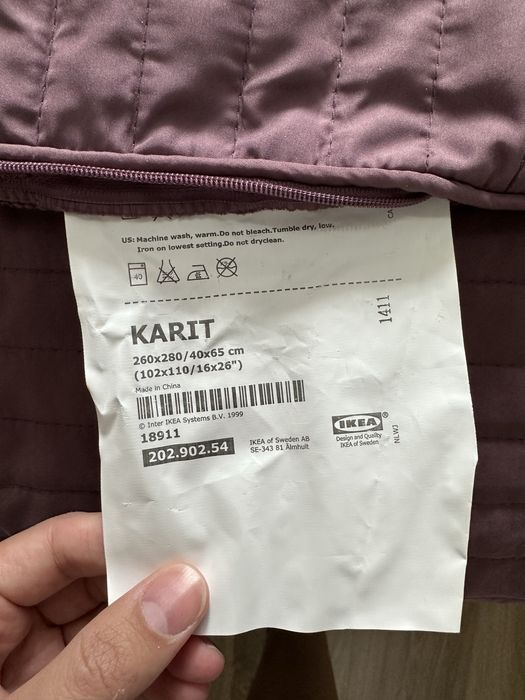 US: Machine wash, warm.Do not bleach.Tumble dry, low.
Iron on lowest setting.Do not dryclean.
40
KARIT
260x280/40x65 cm
(102x110/16x26")
Made in China
© Inter IKEA Systems B.V. 1999
18911
202.902.54
IKEA of Sweden AB
SE-343 81 Älmhult
IKEA®
Design and Quality
IKEA of Sweden
1411
NLWJ
CA